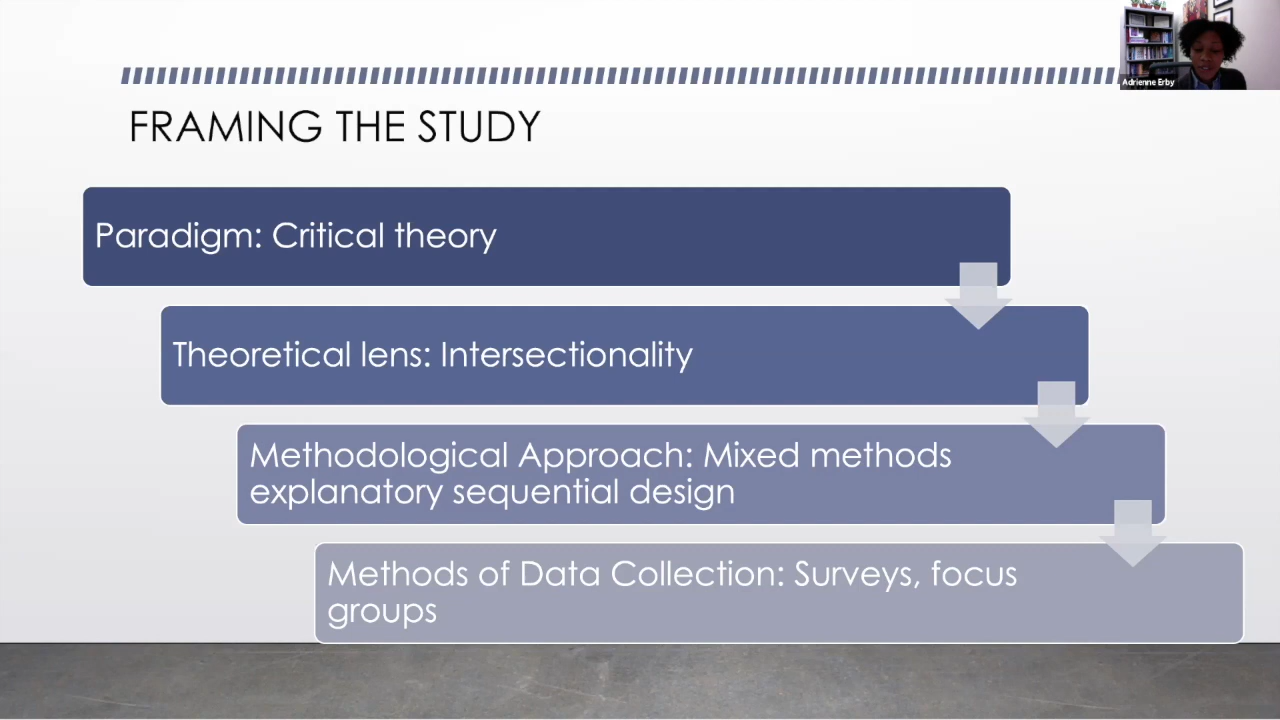 Adrienne Erby
FRAMING THE STUDY
Paradigm: Critical theory
Theoretical lens: Intersectionality
Methodological Approach: Mixed methods
explanatory sequential design
Methods of Data Collection: Surveys, focus
groups